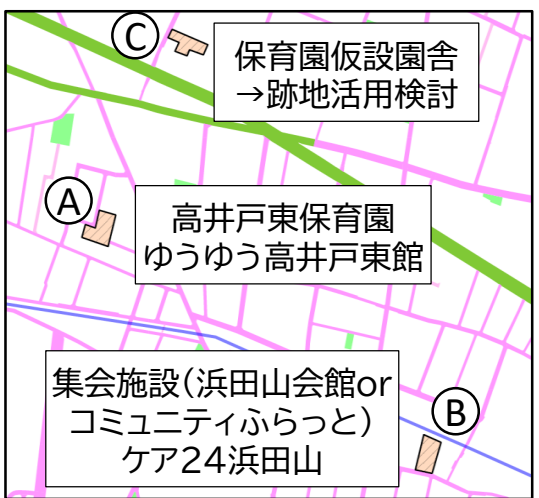 C
保育園仮設園舎
→跡地活用検討
A
高井戸東保育園
ゆうゆう高井戸東館
集会施設(浜田山会館or
コミュニティふらっと)
ケア24浜田山
B